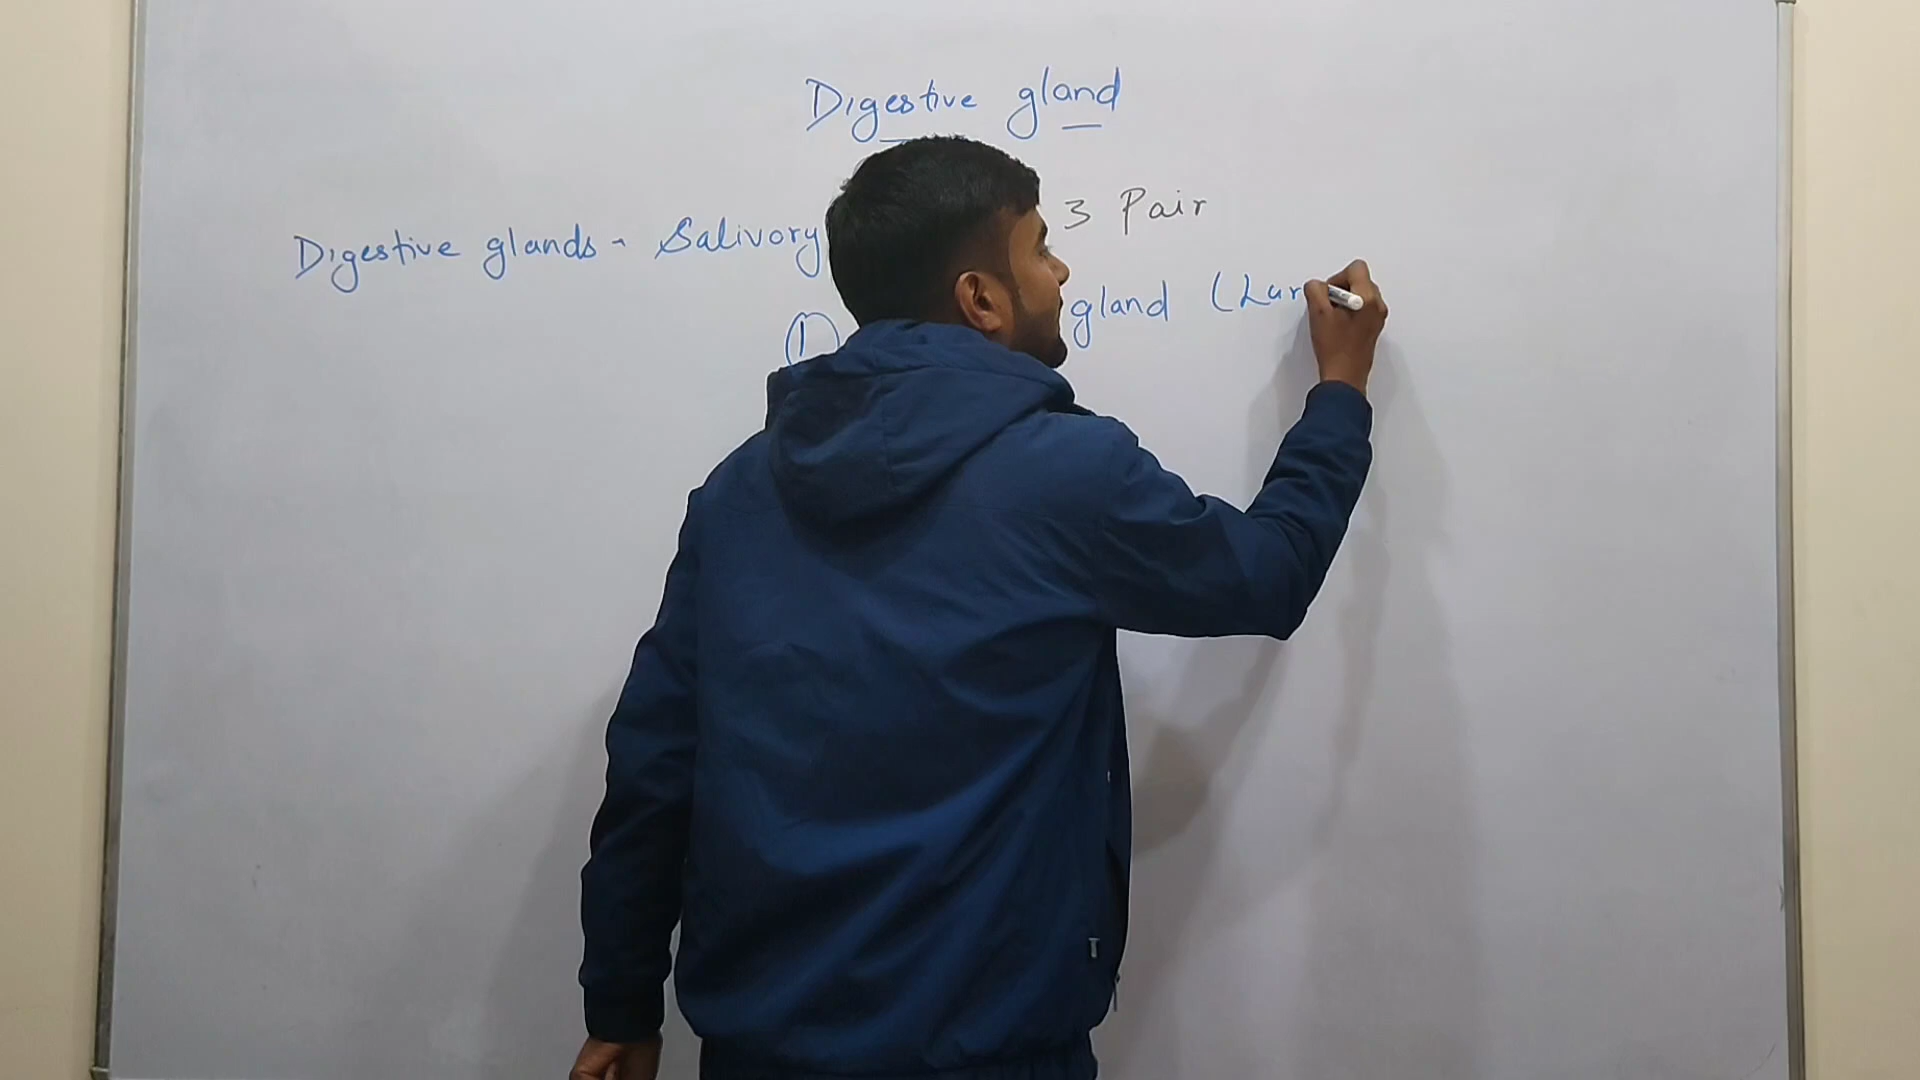 Digestive gland
Digestive glands - Salivory 3 Pair
① gland (Lar